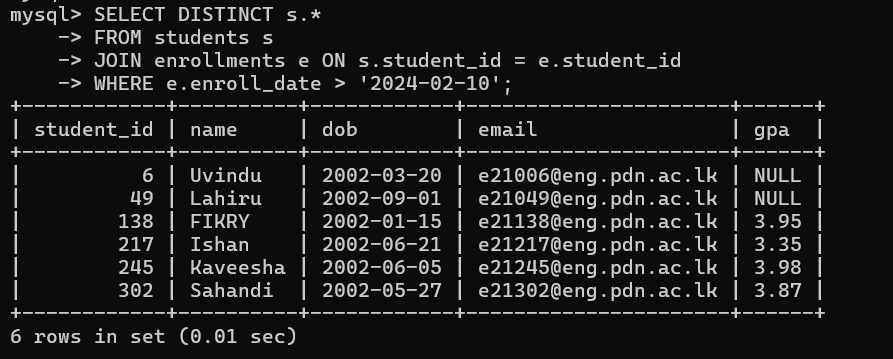 mysql> SELECT DISTINCT s.*
    -> FROM students s
    -> JOIN enrollments e ON s.student_id = e.student_id
    -> WHERE e.enroll_date > '2024-02-10';
+------------+----------+------------+----------------------+------+
| student_id | name     | dob        | email                | gpa  |
+------------+----------+------------+----------------------+------+
|          6 | Uvindu   | 2002-03-20 | e21006@eng.pdn.ac.lk | NULL |
|         49 | Lahiru   | 2002-09-01 | e21049@eng.pdn.ac.lk | NULL |
|        138 | FIKRY    | 2002-01-15 | e21138@eng.pdn.ac.lk | 3.95 |
|        217 | Ishan    | 2002-06-21 | e21217@eng.pdn.ac.lk | 3.35 |
|        245 | Kaveesha | 2002-06-05 | e21245@eng.pdn.ac.lk | 3.98 |
|        302 | Sahandi  | 2002-05-27 | e21302@eng.pdn.ac.lk | 3.87 |
+------------+----------+------------+----------------------+------+
6 rows in set (0.01 sec)